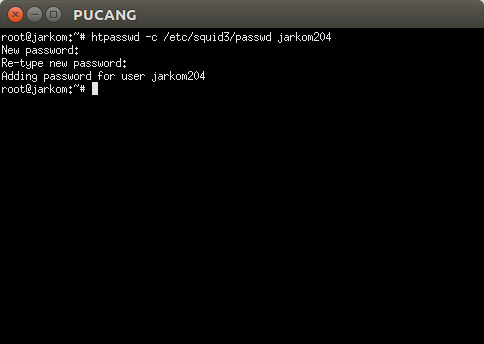 PUCANG
root@jarkom:~# htpasswd -c /etc/squid3/passwd jarkom204
New password:
Re-type new password:
Adding password for user jarkom204
root@jarkom:~#